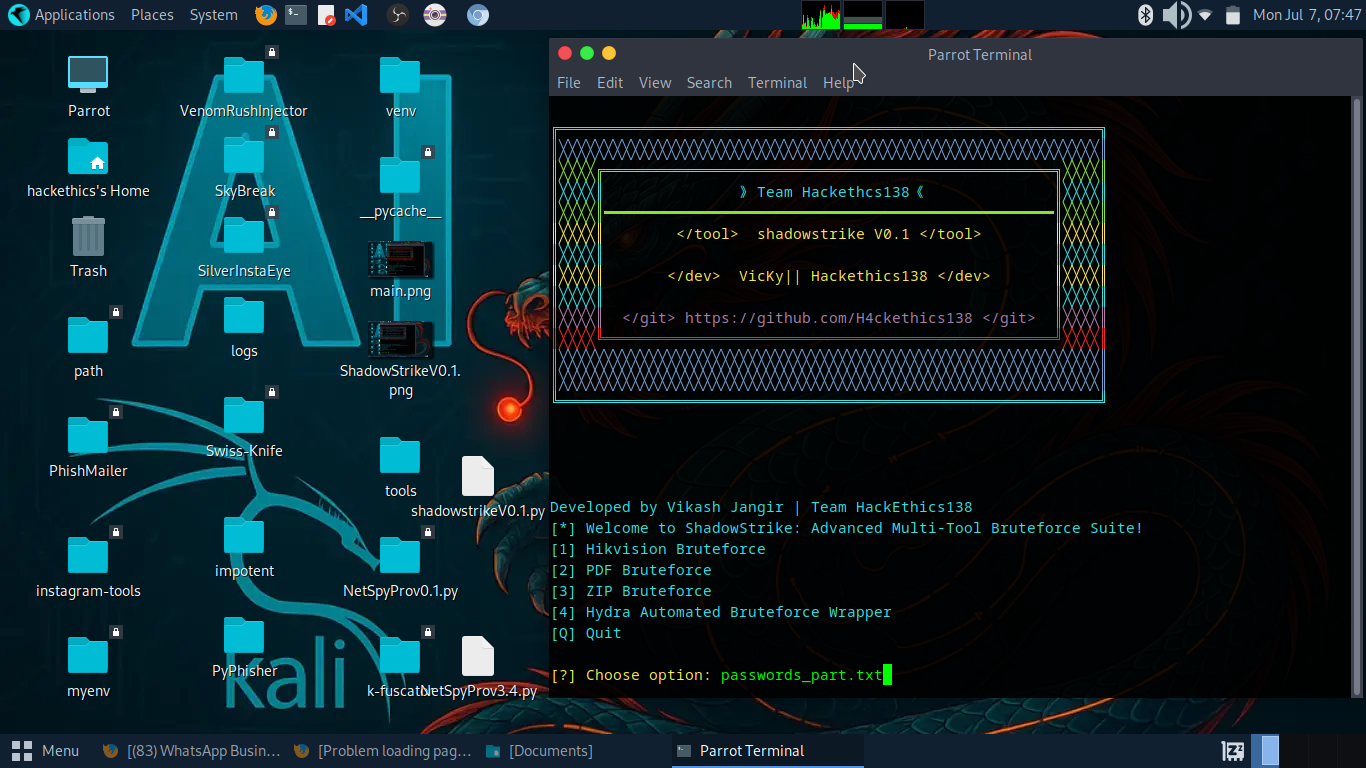 Applications Places System
Mon Jul 7, 07:47
Parrot
hackethics's Home
Trash
path
PhishMailer
instagram-tools
myenv
VenomRushInjector
SkyBreak
SilverInstaEye
logs
Swiss-Knife
impotent
PyPhisher
venv
__pycache__
main.png
ShadowStrikeV0.1.
png
tools
shadowstrikeV0.1.py
NetSpyProv0.1.py
k-fuscator
NetSpyProv3.4.py
AI
kali
Parrot Terminal
File Edit View Search Terminal Help
》 Team Hackethcs138 《
</tool>  shadowstrike V0.1 </tool>
</dev>  VicKy|| Hackethics138 </dev>
</git> https://github.com/H4ckethics138 </git>
Developed by Vikash Jangir | Team HackEthics138
[*] Welcome to ShadowStrike: Advanced Multi-Tool Bruteforce Suite!
[1] Hikvision Bruteforce
[2] PDF Bruteforce
[3] ZIP Bruteforce
[4] Hydra Automated Bruteforce Wrapper
[Q] Quit
[?] Choose option: passwords_part.txt
Menu
[(83) WhatsApp Busin…
[Problem loading pag…
[Documents]
Parrot Terminal